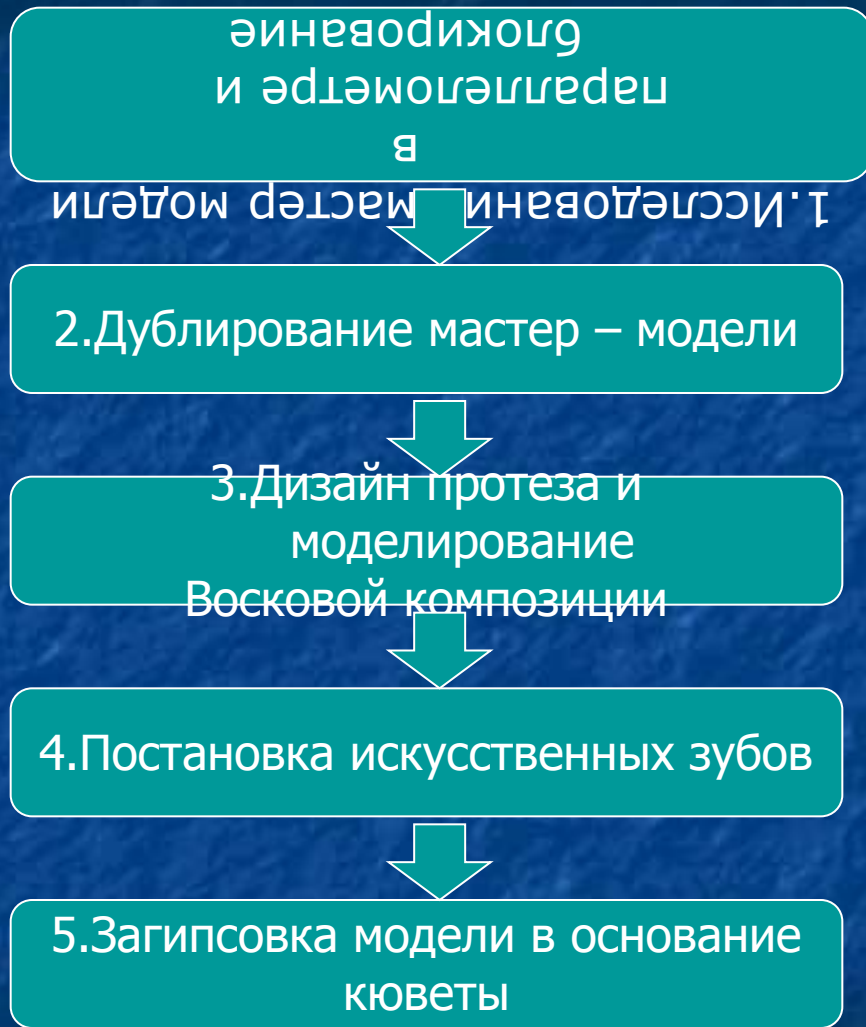 1.Исследовани мастер модели
в
параллелометре и
блокирование
2.Дублирование мастер – модели
3.Дизайн протеза и
моделирование
Восковой композиции
4.Постановка искусственных зубов
5.Загипсовка модели в основание
кюветы